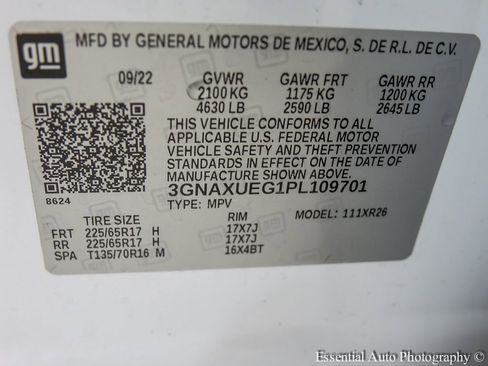 gm MFD BY GENERAL MOTORS DE MEXICO, S. DE R.L. DE C.V.
09/22 GVWR GAWR FRT GAWR RR
2100 KG 1175 KG 1200 KG
4630 LB 2590 LB 2645 LB
THIS VEHICLE CONFORMS TO ALL
APPLICABLE U.S. FEDERAL MOTOR
VEHICLE SAFETY AND THEFT PREVENTION
STANDARDS IN EFFECT ON THE DATE OF
MANUFACTURE SHOWN ABOVE.
8624 3GNAXUEG1PL109701
TYPE: MPV MODEL: 111XR26
TIRE SIZE RIM
FRT 225/65R17 H 17X7J
RR 225/65R17 H 17X7J
SPA T135/70R16 M 16X4BT
Essential Auto Photography ©